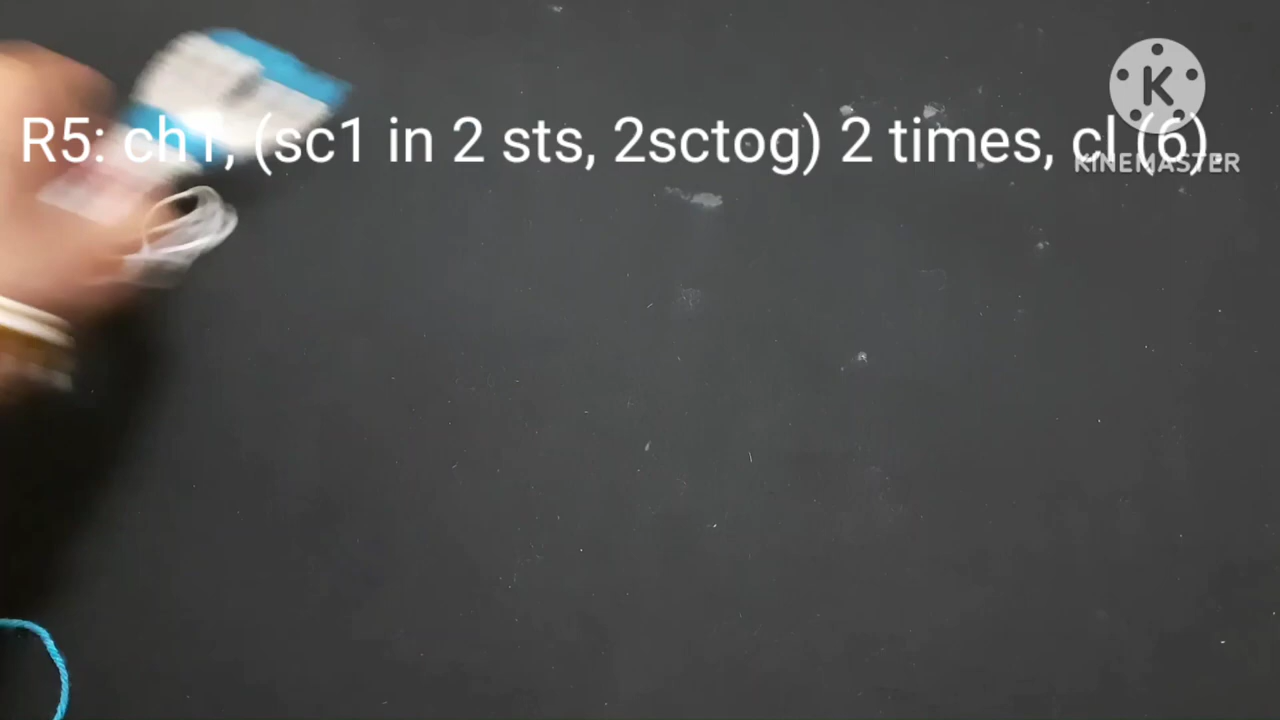 R5: ch1, (sc1 in 2 sts, 2sctog) 2 times, cl (6).
K
KINEMASTER